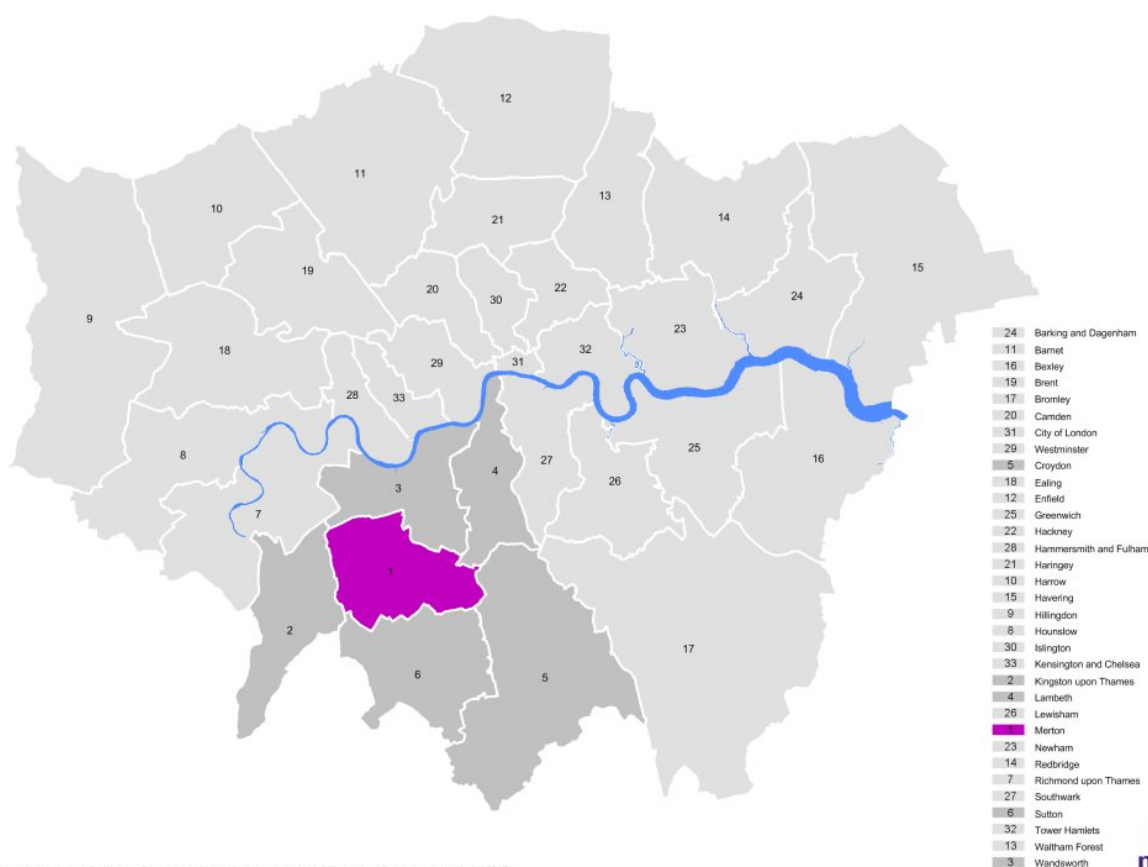 12
11
10
13
21
14
15
19
20
30
22
24
9
18
23
29
31
32
28
33
8
7
3
4
27
26
25
16
1
2
6
5
17
24 Barking and Dagenham
11 Barnet
16 Bexley
19 Brent
17 Bromley
20 Camden
31 City of London
29 Westminster
5 Croydon
18 Ealing
12 Enfield
25 Greenwich
22 Hackney
28 Hammersmith and Fulham
21 Haringey
10 Harrow
15 Havering
9 Hillingdon
8 Hounslow
30 Islington
33 Kensington and Chelsea
2 Kingston upon Thames
4 Lambeth
26 Lewisham
1 Merton
23 Newham
14 Redbridge
7 Richmond upon Thames
27 Southwark
6 Sutton
32 Tower Hamlets
13 Waltham Forest
3 Wandsworth